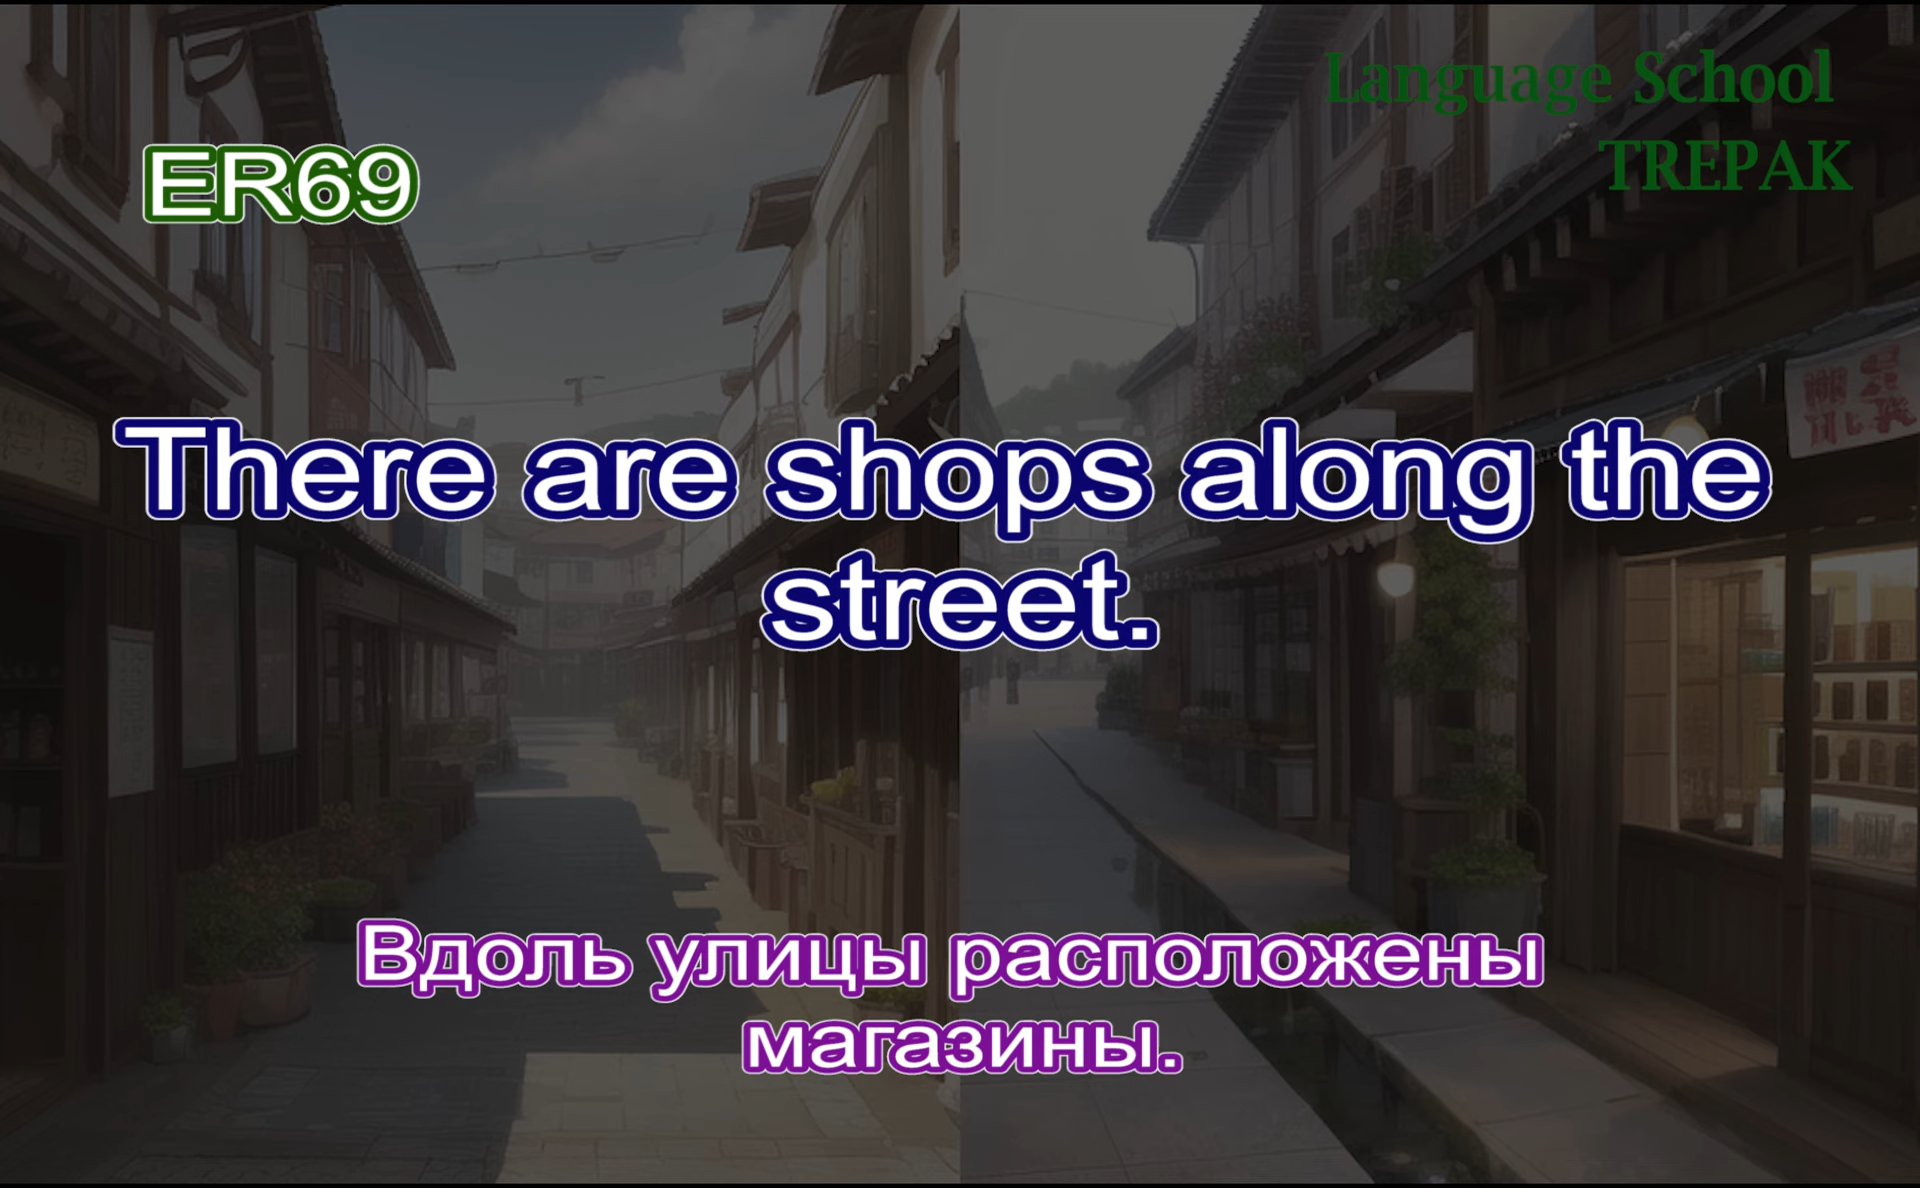 Language School
TREPAK
ER69
There are shops along the
street.
Вдоль улицы расположены
магазины.